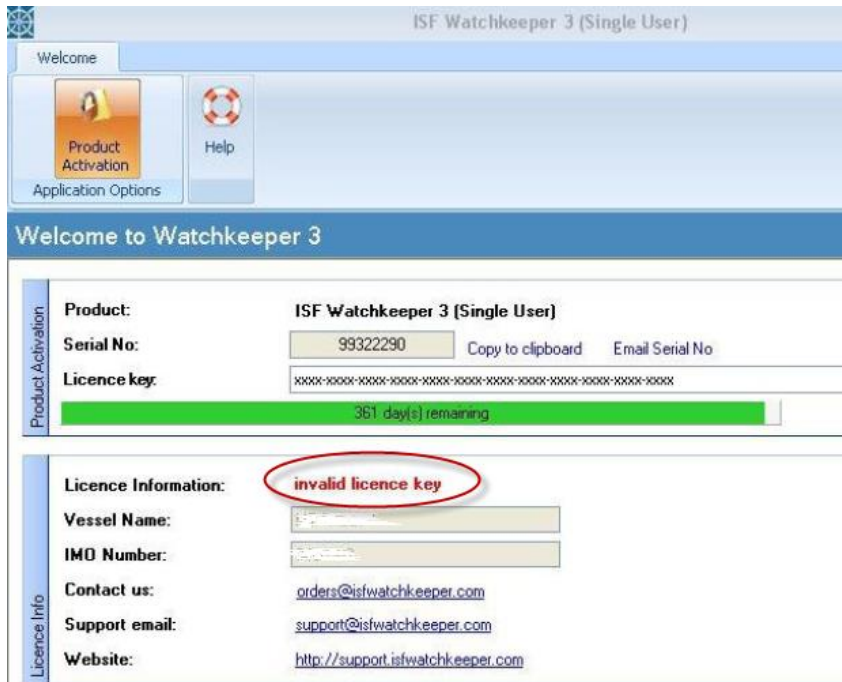 ISF Watchkeeper 3 (Single User)
Welcome
Product Activation
Help
Application Options
Welcome to Watchkeeper 3
Product Activation
Product: ISF Watchkeeper 3 (Single User)
Serial No: 99322290 Copy to clipboard Email Serial No
Licence key: xxxx-xxxx-xxxx-xxxx-xxxx-xxxx-xxxx-xxxx-xxxx-xxxx-xxxx-xxxx
361 day(s) remaining
Licence Info
Licence Information: invalid licence key
Vessel Name:
IMO Number:
Contact us: orders@isfwatchkeeper.com
Support email: support@isfwatchkeeper.com
Website: http://support.isfwatchkeeper.com